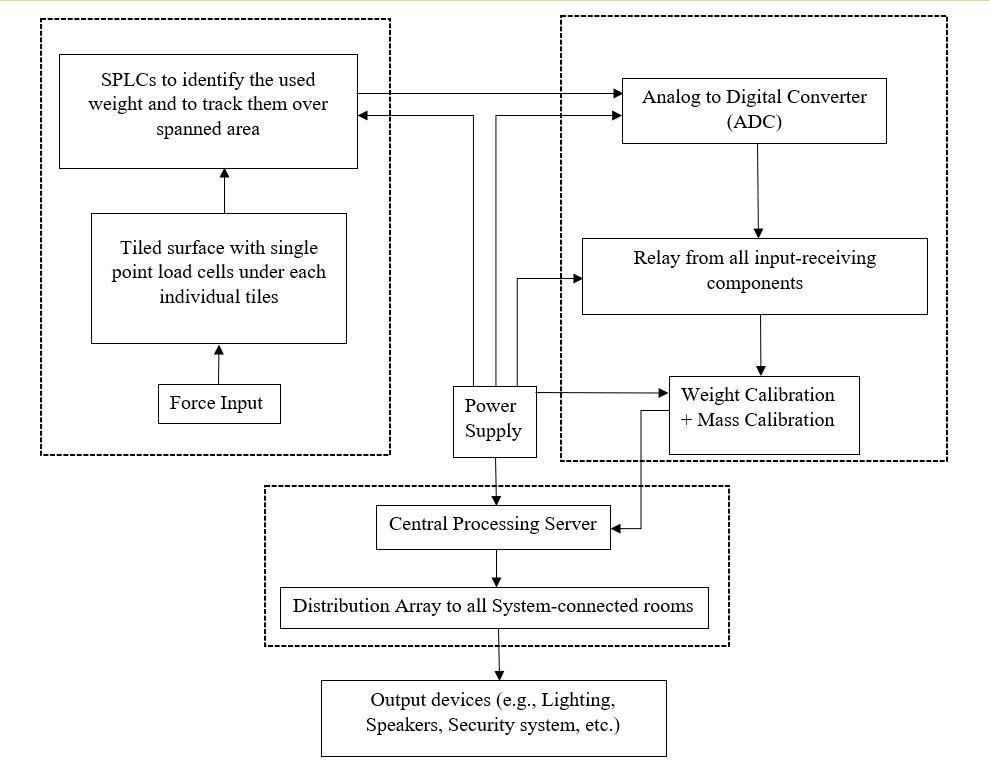 SPLCs to identify the used
weight and to track them over
spanned area
Analog to Digital Converter
(ADC)
Tiled surface with single
point load cells under each
individual tiles
Relay from all input-receiving
components
Force Input
Power
Supply
Weight Calibration
+ Mass Calibration
Central Processing Server
Distribution Array to all System-connected rooms
Output devices (e.g., Lighting,
Speakers, Security system, etc.)